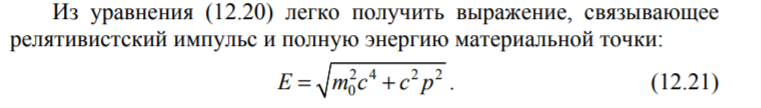 Из уравнения (12.20) легко получить выражение, связывающее
релятивистский импульс и полную энергию материальной точки:
E = √(m₀²c⁴ + c²p²) . (12.21)